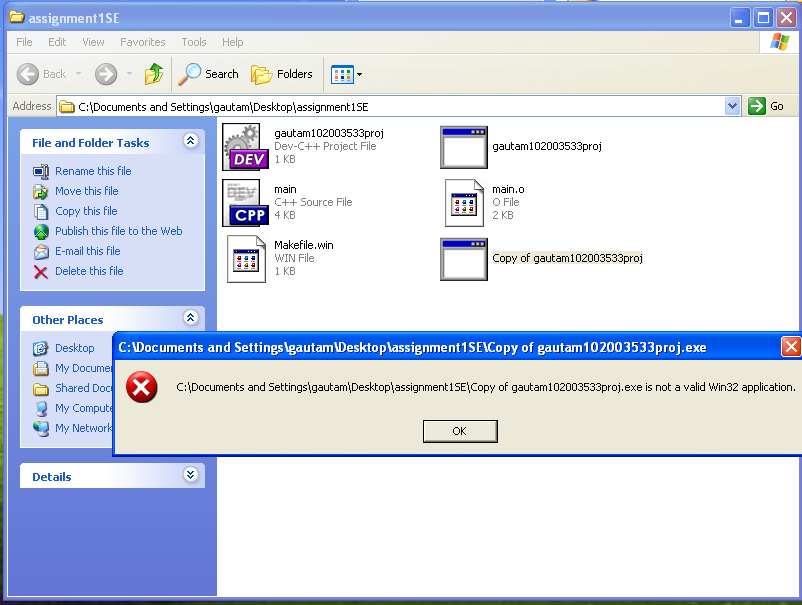 assignment1SE
File Edit View Favorites Tools Help
Back Search Folders
Address C:\Documents and Settings\gautam\Desktop\assignment1SE Go
File and Folder Tasks
Rename this file
Move this file
Copy this file
Publish this file to the Web
E-mail this file
Delete this file
Other Places
Desktop
My Docume
Shared Docu
My Compute
My Network
Details
gautam102003533proj
Dev-C++ Project File
1 KB
DEV
gautam102003533proj
main
C++ Source File
4 KB
DEV
CPP
main.o
O File
2 KB
Makefile.win
WIN File
1 KB
Copy of gautam102003533proj
C:\Documents and Settings\gautam\Desktop\assignment1SE\Copy of gautam102003533proj.exe
C:\Documents and Settings\gautam\Desktop\assignment1SE\Copy of gautam102003533proj.exe is not a valid Win32 application.
OK